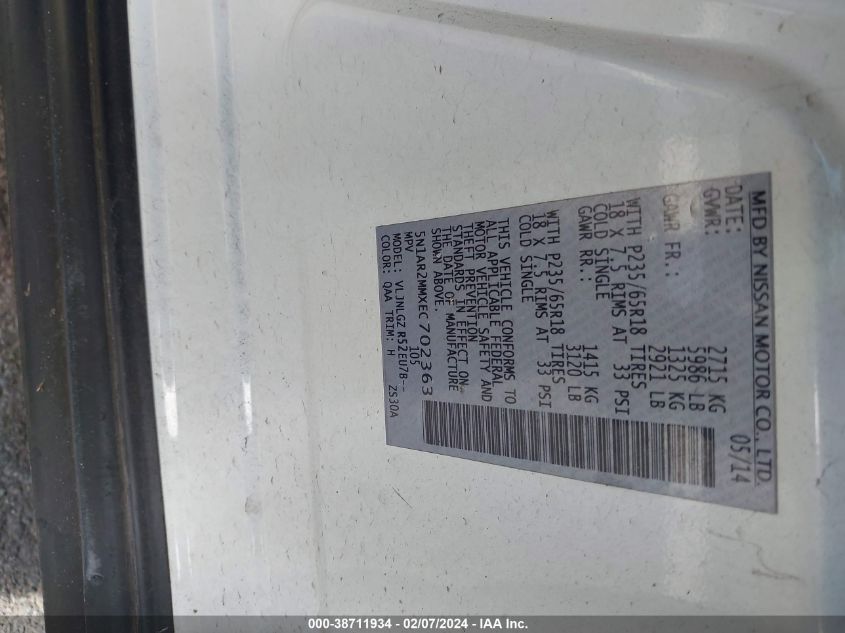 MFD BY NISSAN MOTOR CO., LTD.
DATE: 05/14
GVWR: 2715 KG
5986 LB
GAWR FR.: 1325 KG
2921 LB
WITH P235/65R18 TIRES
18 X 7.5 RIMS AT 33 PSI
COLD SINGLE
GAWR RR.: 1415 KG
3120 LB
WITH P235/65R18 TIRES
18 X 7.5 RIMS AT 33 PSI
COLD SINGLE
THIS VEHICLE CONFORMS TO
ALL APPLICABLE FEDERAL
MOTOR VEHICLE SAFETY AND
THEFT PREVENTION
STANDARDS IN EFFECT ON
THE DATE OF MANUFACTURE
SHOWN ABOVE.
5N1AR2MMXEC702363
MPV 105
MODEL: VLJNLGZ R52EU7B--
COLOR: QAA TRIM: H ZS30A
000-38711934 - 02/07/2024 - IAA Inc.